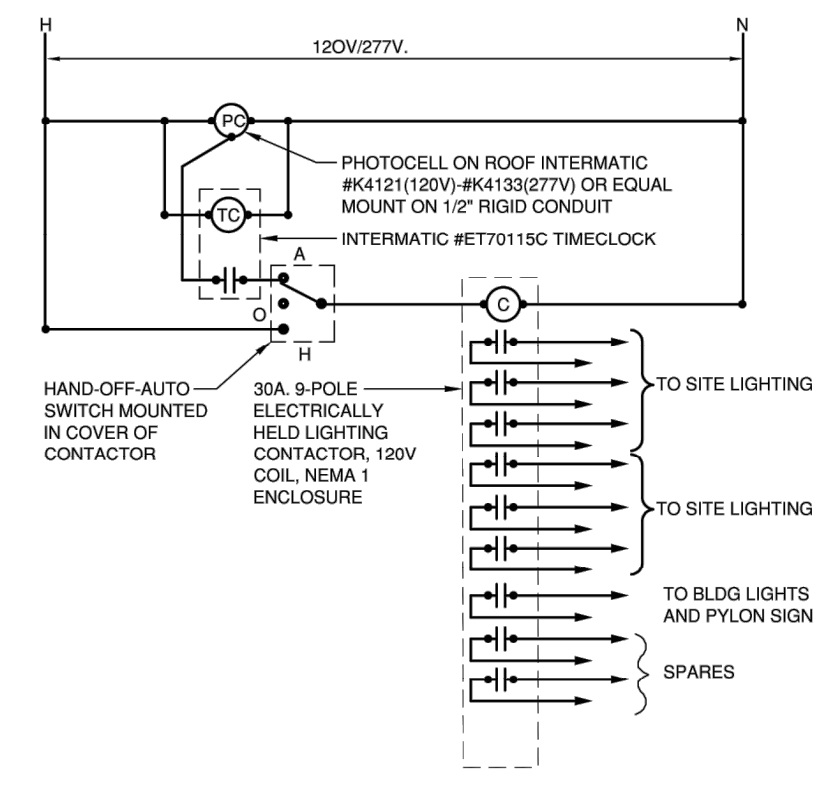 H
N
120V/277V.
PC
PHOTOCELL ON ROOF INTERMATIC
#K4121(120V)-#K4133(277V) OR EQUAL
MOUNT ON 1/2" RIGID CONDUIT
TC
INTERMATIC #ET70115C TIMECLOCK
A
O
H
C
HAND-OFF-AUTO
SWITCH MOUNTED
IN COVER OF
CONTACTOR
30A. 9-POLE
ELECTRICALLY
HELD LIGHTING
CONTACTOR, 120V
COIL, NEMA 1
ENCLOSURE
TO SITE LIGHTING
TO SITE LIGHTING
TO BLDG LIGHTS
AND PYLON SIGN
SPARES